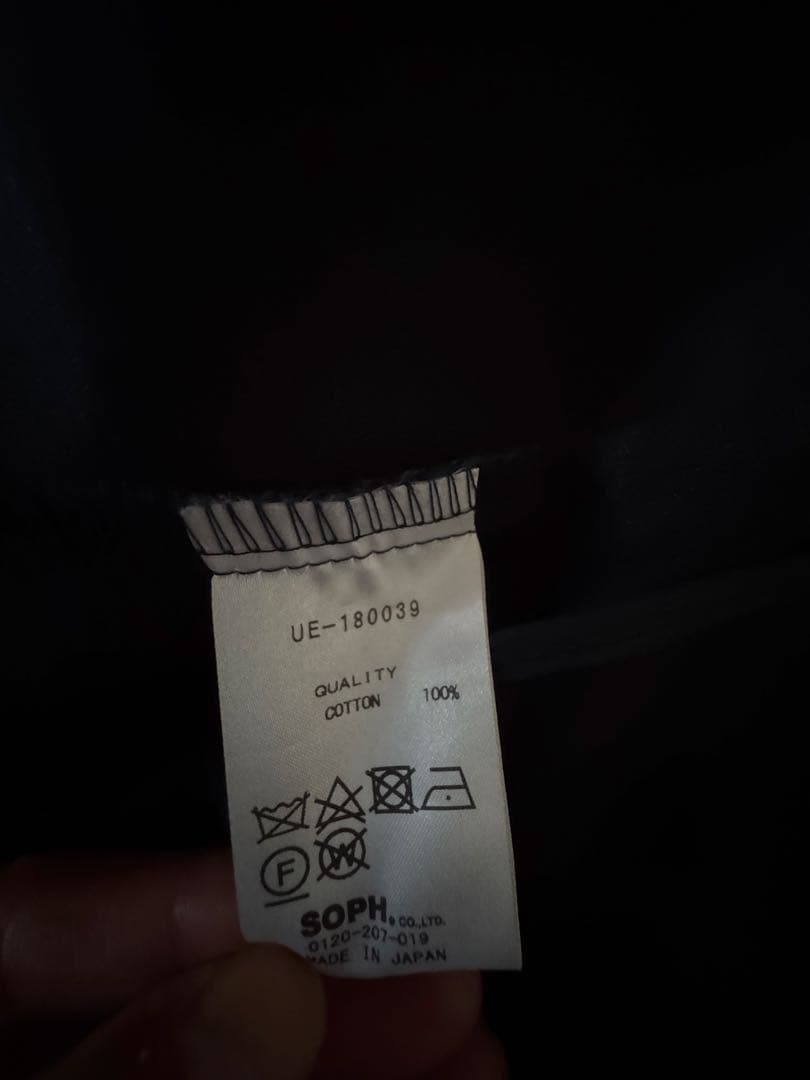 UE-180039
QUALITY
COTTON 100%
F W
SOPH. CO.,LTD.
0120-207-019
MADE IN JAPAN